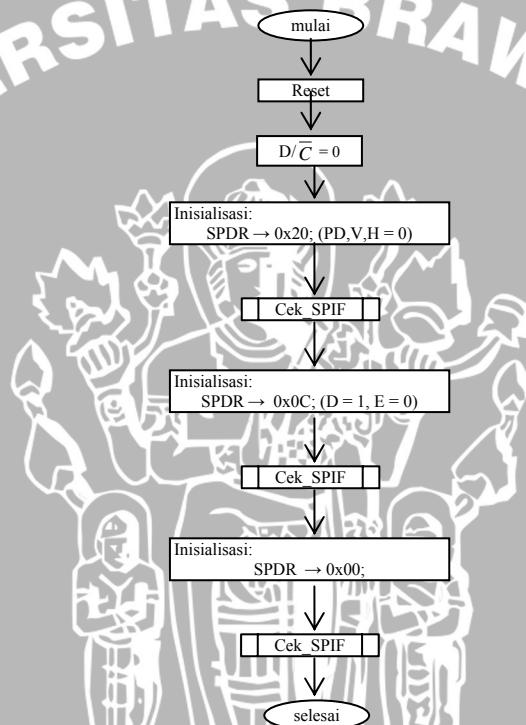 ERSITAS BRAW
mulai
Reset
D/C̅ = 0
Inisialisasi:
SPDR → 0x20; (PD,V,H = 0)
Cek_SPIF
Inisialisasi:
SPDR → 0x0C; (D = 1, E = 0)
Cek_SPIF
Inisialisasi:
SPDR → 0x00;
Cek_SPIF
selesai